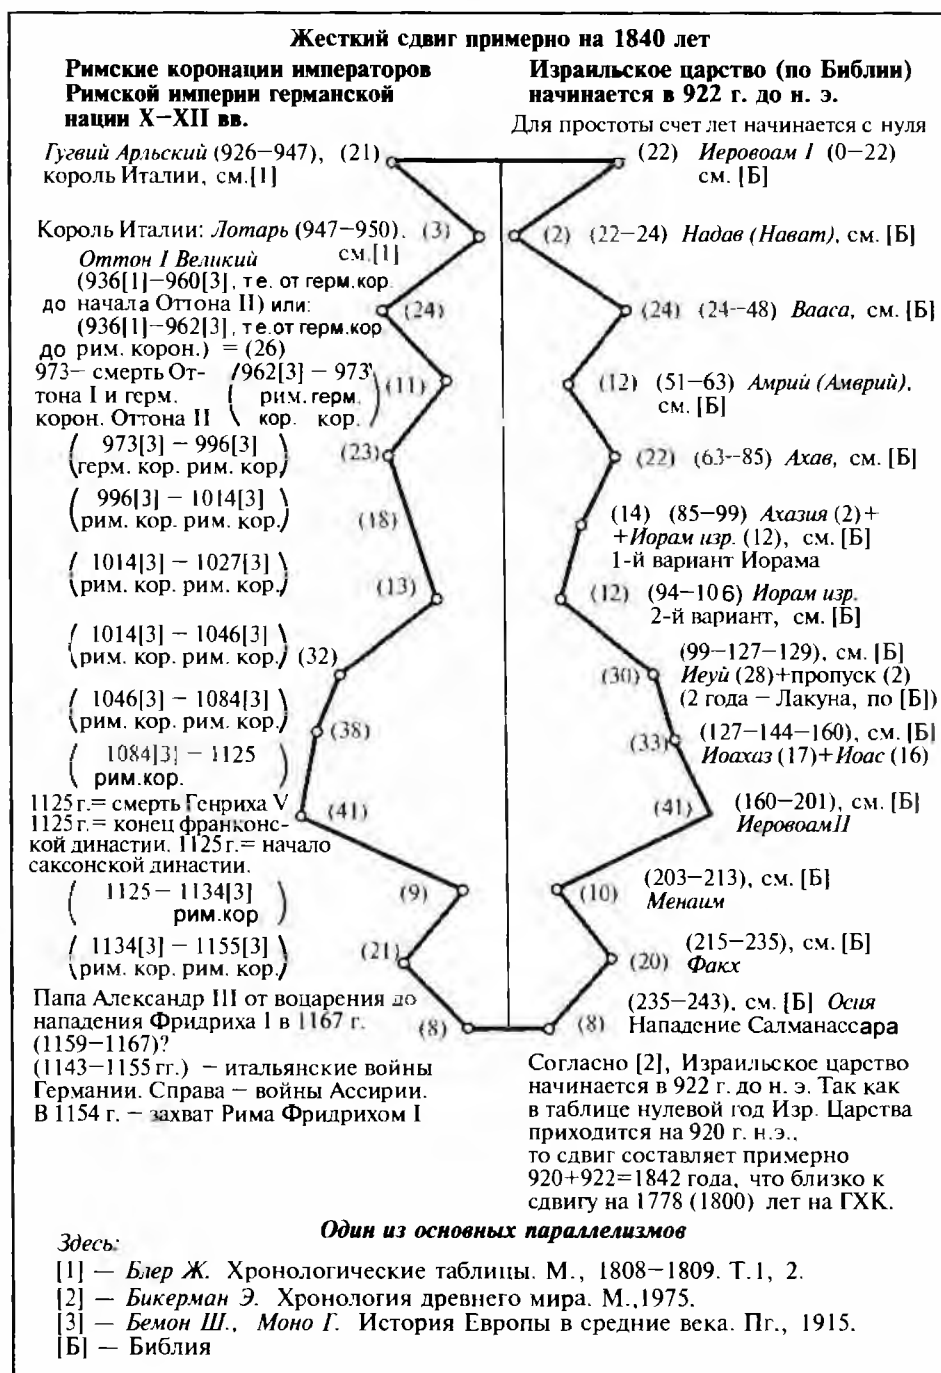 Жесткий сдвиг примерно на 1840 лет
Римские коронации императоров
Римской империи германской
нации X−XII вв.
Гугвий Арльский (926−947), (21)
король Италии, см.[1]
Король Италии: Лотарь (947−950). (3)
см.[1]
Оттон I Великий
(936[1]−960[3], те. от герм.кор.
до начала Оттона II) или: (24)
(936[1]−962[3], те.от герм.кор
до рим. корон.) = (26)
973− смерть От-
тона I и герм.
корон. Оттона II
/962[3] − 973\ (11)
рим. герм.
кор. кор.
( 973[3] − 996[3] ) (23)
герм. кор. рим. кор.
( 996[3] − 1014[3] ) (18)
рим. кор. рим. кор.
( 1014[3] − 1027[3] ) (13)
рим. кор. рим. кор.
( 1014[3] − 1046[3] )
рим. кор. рим. кор. (32)
( 1046[3] − 1084[3] ) (38)
рим. кор. рим. кор.
( 1084[3] − 1125 )
рим.кор.
1125 г.= смерть Генриха V (41)
1125 г.= конец франконс-
кой династии. 1125 г.= начало
саксонской династии.
( 1125− 1134[3] ) (9)
рим.кор
( 1134[3] − 1155[3] ) (21)
рим. кор. рим. кор.
Папа Александр III от воцарения до
нападения Фридриха I в 1167 г. (8)
(1159−1167)?
(1143−1155 гг.) − итальянские войны
Германии. Справа − войны Ассирии.
В 1154 г. − захват Рима Фридрихом I
Израильское царство (по Библии)
начинается в 922 г. до н. э.
Для простоты счет лет начинается с нуля
(22) Иеровоам I (0−22)
см. [Б]
(2) (22−24) Надав (Нават), см. [Б]
(24) (24−48) Вааса, см. [Б]
(12) (51−63) Амрий (Амврий),
см. [Б]
(22) (63−85) Ахав, см. [Б]
(14) (85−99) Ахазия (2)+
+Иорам изр. (12), см. [Б]
1-й вариант Иорама
(12) (94−106) Иорам изр.
2-й вариант, см. [Б]
(99−127−129), см. [Б]
(30) Иеуй (28)+пропуск (2)
(2 года − Лакуна, по [Б])
(127−144−160), см. [Б]
(33) Иоахаз (17)+Иоас (16)
(41) (160−201), см. [Б]
Иеровоам II
(203−213), см. [Б]
(10) Менаим
(215−235), см. [Б]
(20) Факх
(235−243), см. [Б] Осия
(8) Нападение Салманассара
Согласно [2], Израильское царство
начинается в 922 г. до н. э. Так как
в таблице нулевой год Изр. Царства
приходится на 920 г. н.э.,
то сдвиг составляет примерно
920+922=1842 года, что близко к
сдвигу на 1778 (1800) лет на ГХК.
Один из основных параллелизмов
Здесь:
[1] — Блер Ж. Хронологические таблицы. М., 1808−1809. Т.1, 2.
[2] — Бикерман Э. Хронология древнего мира. М.,1975.
[3] — Бемон Ш., Моно Г. История Европы в средние века. Пг., 1915.
[Б] — Библия